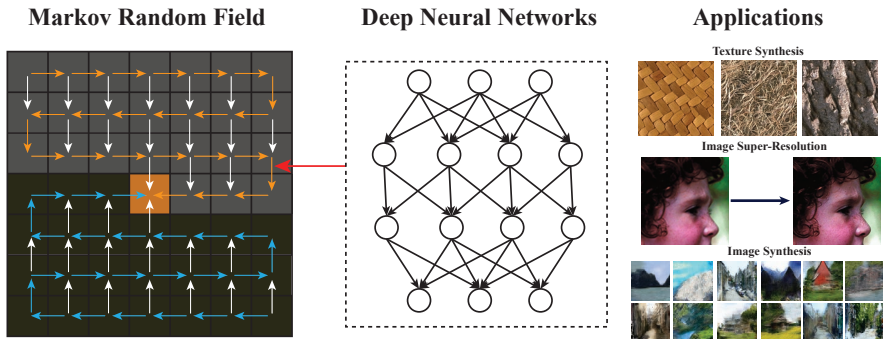 Markov Random Field
Deep Neural Networks
Applications
Texture Synthesis
Image Super-Resolution
Image Synthesis